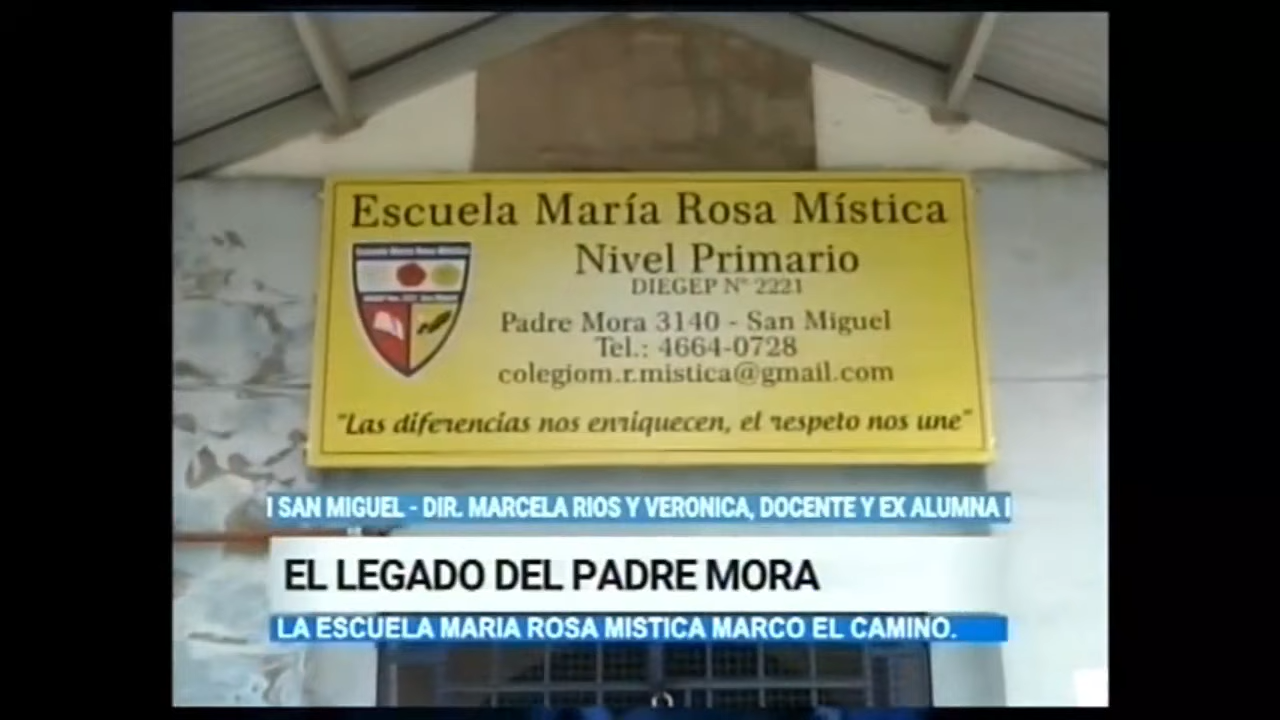 Escuela María Rosa Mística
Nivel Primario
DIEGEP N° 2221
Padre Mora 3140 - San Miguel
Tel.: 4664-0728
colegiom.r.mistica@gmail.com
"Las diferencias nos enriquecen, el respeto nos une"
I SAN MIGUEL - DIR. MARCELA RIOS Y VERONICA, DOCENTE Y EX ALUMNA I
EL LEGADO DEL PADRE MORA
LA ESCUELA MARIA ROSA MISTICA MARCO EL CAMINO.